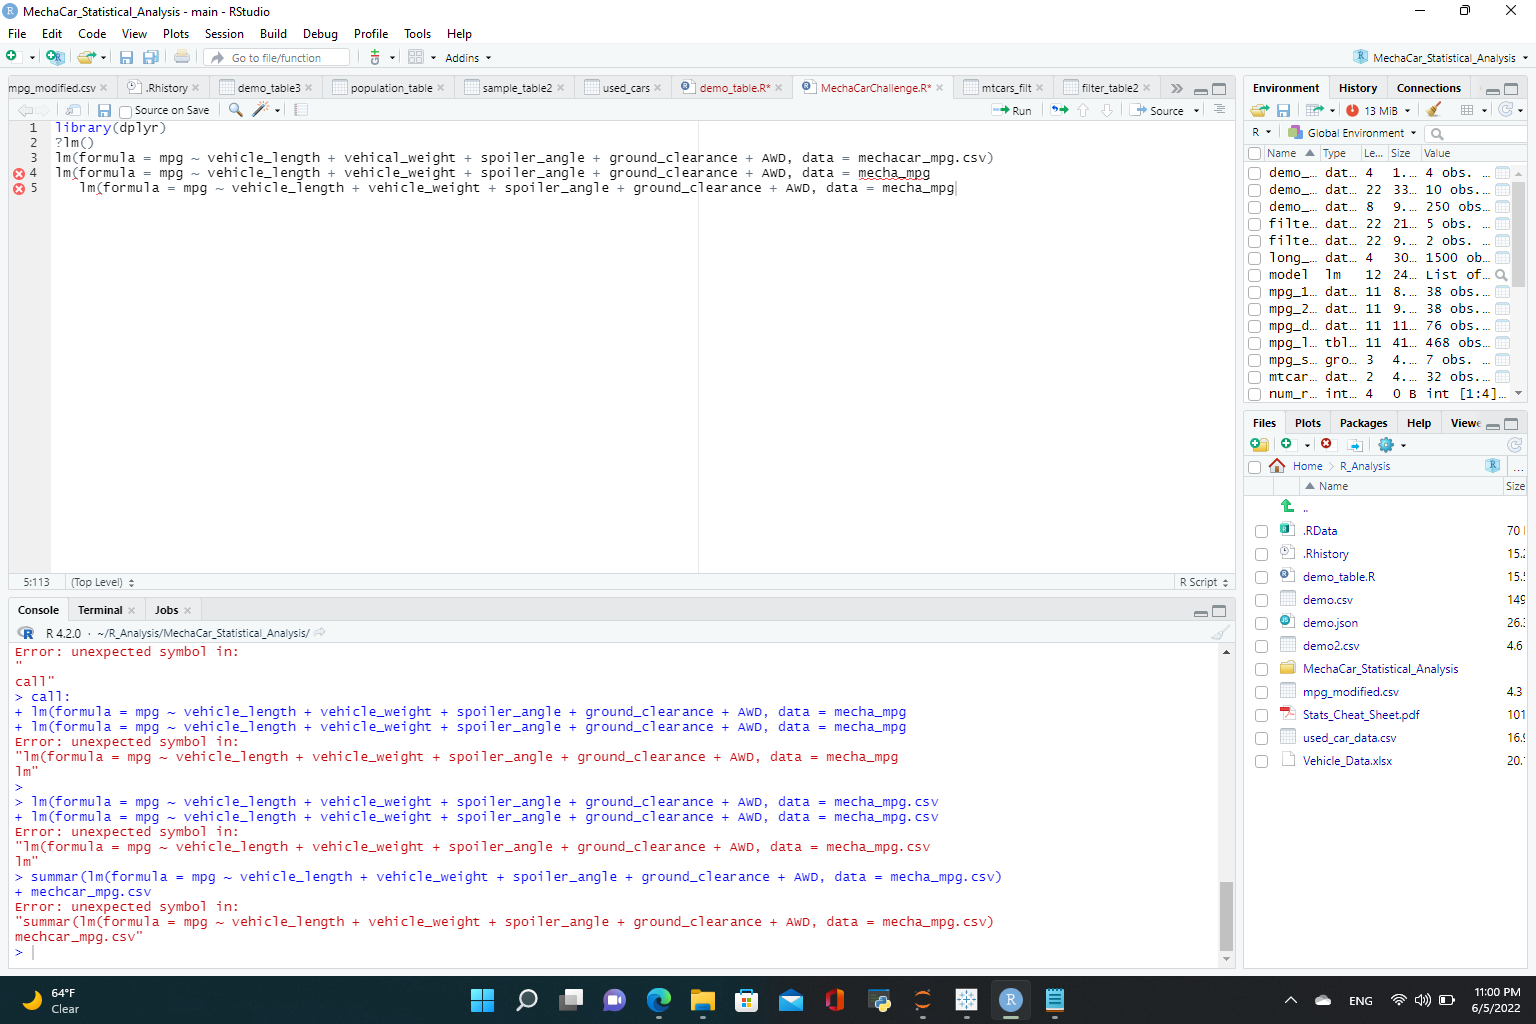 MechaCar_Statistical_Analysis - main - RStudio
File Edit Code View Plots Session Build Debug Profile Tools Help
Go to file/function Addins MechaCar_Statistical_Analysis
mpg_modified.csv .Rhistory demo_table3 population_table sample_table2 used_cars demo_table.R* MechaCarChallenge.R* mtcars_filt filter_table2
Source on Save Run Source
1 library(dplyr)
2 ?lm()
3 lm(formula = mpg ~ vehicle_length + vehical_weight + spoiler_angle + ground_clearance + AWD, data = mechacar_mpg.csv)
4 lm(formula = mpg ~ vehicle_length + vehicle_weight + spoiler_angle + ground_clearance + AWD, data = mecha_mpg
5 lm(formula = mpg ~ vehicle_length + vehicle_weight + spoiler_angle + ground_clearance + AWD, data = mecha_mpg
5:113 (Top Level) R Script
Console Terminal Jobs
R 4.2.0 · ~/R_Analysis/MechaCar_Statistical_Analysis/
Error: unexpected symbol in:
"
call"
> call:
+ lm(formula = mpg ~ vehicle_length + vehicle_weight + spoiler_angle + ground_clearance + AWD, data = mecha_mpg
+ lm(formula = mpg ~ vehicle_length + vehicle_weight + spoiler_angle + ground_clearance + AWD, data = mecha_mpg
Error: unexpected symbol in:
"lm(formula = mpg ~ vehicle_length + vehicle_weight + spoiler_angle + ground_clearance + AWD, data = mecha_mpg
lm"
>
> lm(formula = mpg ~ vehicle_length + vehicle_weight + spoiler_angle + ground_clearance + AWD, data = mecha_mpg.csv
+ lm(formula = mpg ~ vehicle_length + vehicle_weight + spoiler_angle + ground_clearance + AWD, data = mecha_mpg.csv
Error: unexpected symbol in:
"lm(formula = mpg ~ vehicle_length + vehicle_weight + spoiler_angle + ground_clearance + AWD, data = mecha_mpg.csv
lm"
> summar(lm(formula = mpg ~ vehicle_length + vehicle_weight + spoiler_angle + ground_clearance + AWD, data = mecha_mpg.csv)
+ mechcar_mpg.csv
Error: unexpected symbol in:
"summar(lm(formula = mpg ~ vehicle_length + vehicle_weight + spoiler_angle + ground_clearance + AWD, data = mecha_mpg.csv)
mechcar_mpg.csv"
>
Environment History Connections
13 MiB
R Global Environment
Name Type Le... Size Value
demo_... dat... 4 1.... 4 obs. ...
demo_... dat... 22 33... 10 obs....
demo_... dat... 8 9.... 250 obs...
filte... dat... 22 21... 5 obs. ...
filte... dat... 22 9.... 2 obs. ...
long_... dat... 4 30... 1500 ob...
model lm 12 24... List of...
mpg_1... dat... 11 8.... 38 obs....
mpg_2... dat... 11 9.... 38 obs....
mpg_d... dat... 11 11... 76 obs....
mpg_l... tbl... 11 41... 468 obs...
mpg_s... gro... 3 4.... 7 obs. ...
mtcar... dat... 2 4.... 32 obs....
num_r... int... 4 0 B int [1:4]...
Files Plots Packages Help Viewe
Home R_Analysis ...
Name Size
..
.RData 70
.Rhistory 15.2
demo_table.R 15.5
demo.csv 149
demo.json 26.3
demo2.csv 4.6
MechaCar_Statistical_Analysis
mpg_modified.csv 4.3
Stats_Cheat_Sheet.pdf 101
used_car_data.csv 16.9
Vehicle_Data.xlsx 20.
64°F
Clear
ENG
11:00 PM
6/5/2022